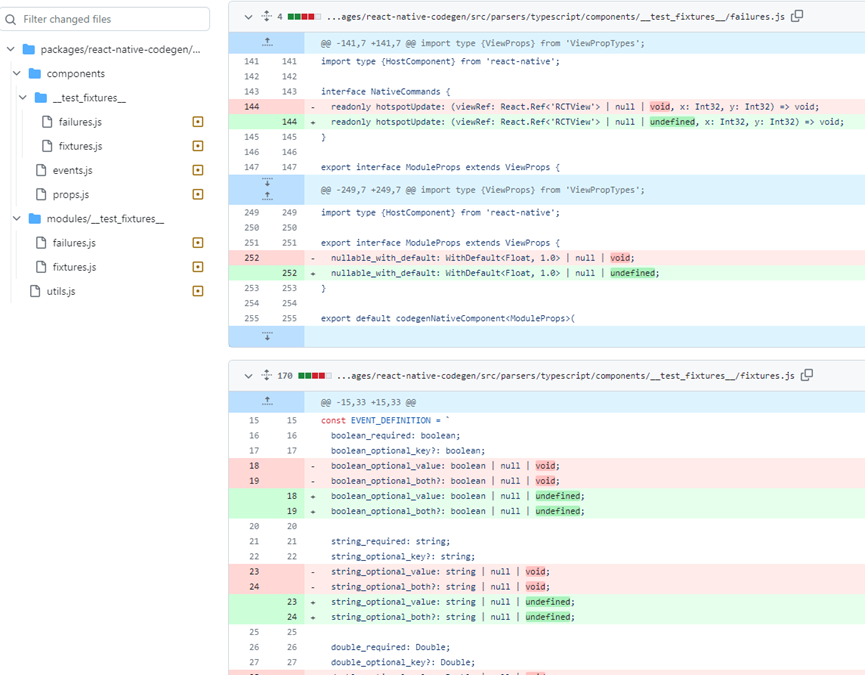 Filter changed files
packages/react-native-codegen/...
components
__test_fixtures__
failures.js
fixtures.js
events.js
props.js
modules/__test_fixtures__
failures.js
fixtures.js
utils.js
4 ...ages/react-native-codegen/src/parsers/typescript/components/__test_fixtures__/failures.js
@@ -141,7 +141,7 @@ import type {ViewProps} from 'ViewPropTypes';
141 141 import type {HostComponent} from 'react-native';
142 142
143 143 interface NativeCommands {
144 - readonly hotspotUpdate: (viewRef: React.Ref<'RCTView'> | null | void, x: Int32, y: Int32) => void;
144 + readonly hotspotUpdate: (viewRef: React.Ref<'RCTView'> | null | undefined, x: Int32, y: Int32) => void;
145 145 }
146 146
147 147 export interface ModuleProps extends ViewProps {
@@ -249,7 +249,7 @@ import type {ViewProps} from 'ViewPropTypes';
249 249 import type {HostComponent} from 'react-native';
250 250
251 251 export interface ModuleProps extends ViewProps {
252 - nullable_with_default: WithDefault<Float, 1.0> | null | void;
252 + nullable_with_default: WithDefault<Float, 1.0> | null | undefined;
253 253 }
254 254
255 255 export default codegenNativeComponent<ModuleProps>(
170 ...ages/react-native-codegen/src/parsers/typescript/components/__test_fixtures__/fixtures.js
@@ -15,33 +15,33 @@
15 15 const EVENT_DEFINITION = `
16 16 boolean_required: boolean;
17 17 boolean_optional_key?: boolean;
18 - boolean_optional_value: boolean | null | void;
19 - boolean_optional_both?: boolean | null | void;
18 + boolean_optional_value: boolean | null | undefined;
19 + boolean_optional_both?: boolean | null | undefined;
20 20
21 21 string_required: string;
22 22 string_optional_key?: string;
23 - string_optional_value: string | null | void;
24 - string_optional_both?: string | null | void;
23 + string_optional_value: string | null | undefined;
24 + string_optional_both?: string | null | undefined;
25 25
26 26 double_required: Double;
27 27 double_optional_key?: Double;